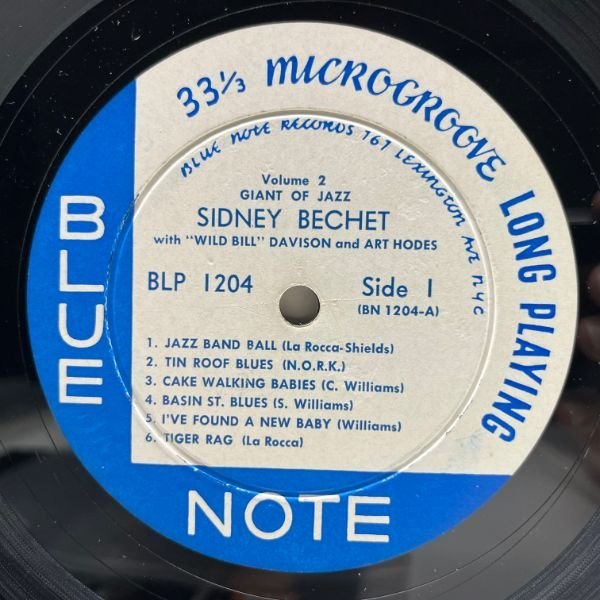 33⅓ MICROGROOVE LONG PLAYING
BLUE NOTE RECORDS 767 LEXINGTON AVE NYC
Volume 2
GIANT OF JAZZ
SIDNEY BECHET
with "WILD BILL" DAVISON and ART HODES
BLP 1204
Side 1
(BN 1204-A)
1. JAZZ BAND BALL (La Rocca-Shields)
2. TIN ROOF BLUES (N.O.R.K.)
3. CAKE WALKING BABIES (C. Williams)
4. BASIN ST. BLUES (S. Williams)
5. I'VE FOUND A NEW BABY (Williams)
6. TIGER RAG (La Rocca)
BLUE
NOTE